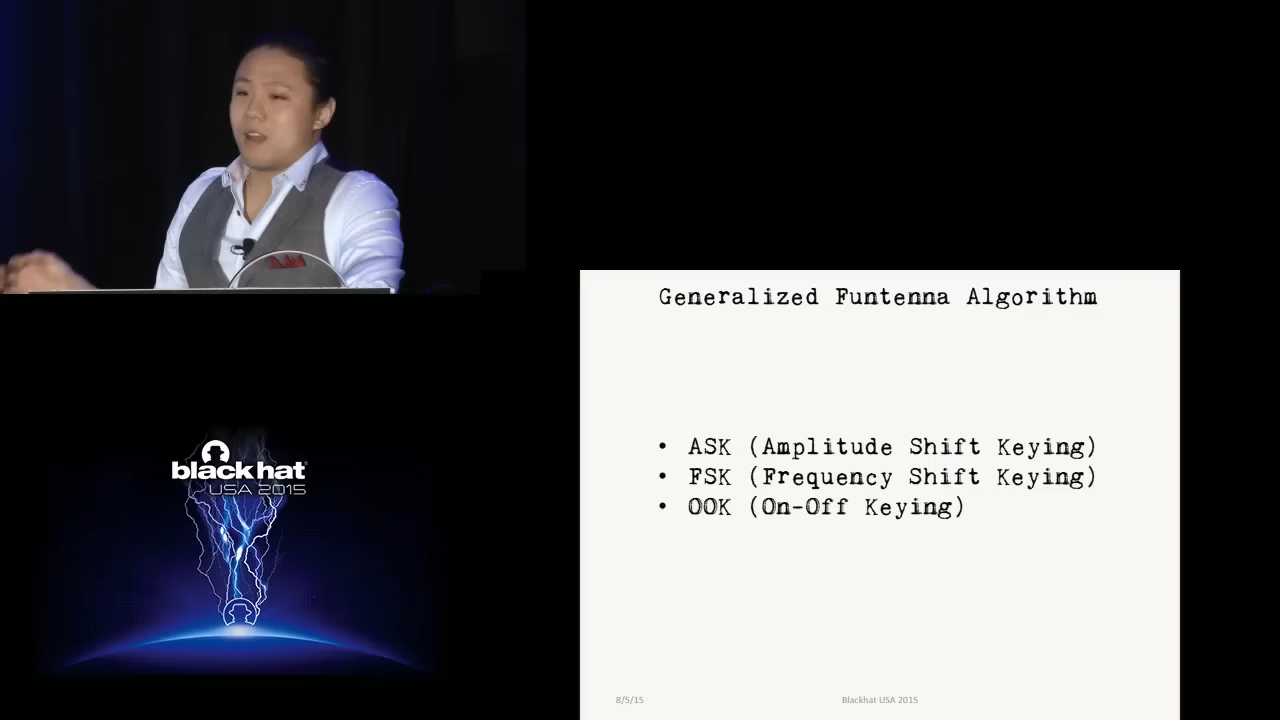 Generalized Funtenna Algorithm
• ASK (Amplitude Shift Keying)
• FSK (Frequency Shift Keying)
• OOK (On-Off Keying)
8/5/15
Blackhat USA 2015
black hat
USA 2015